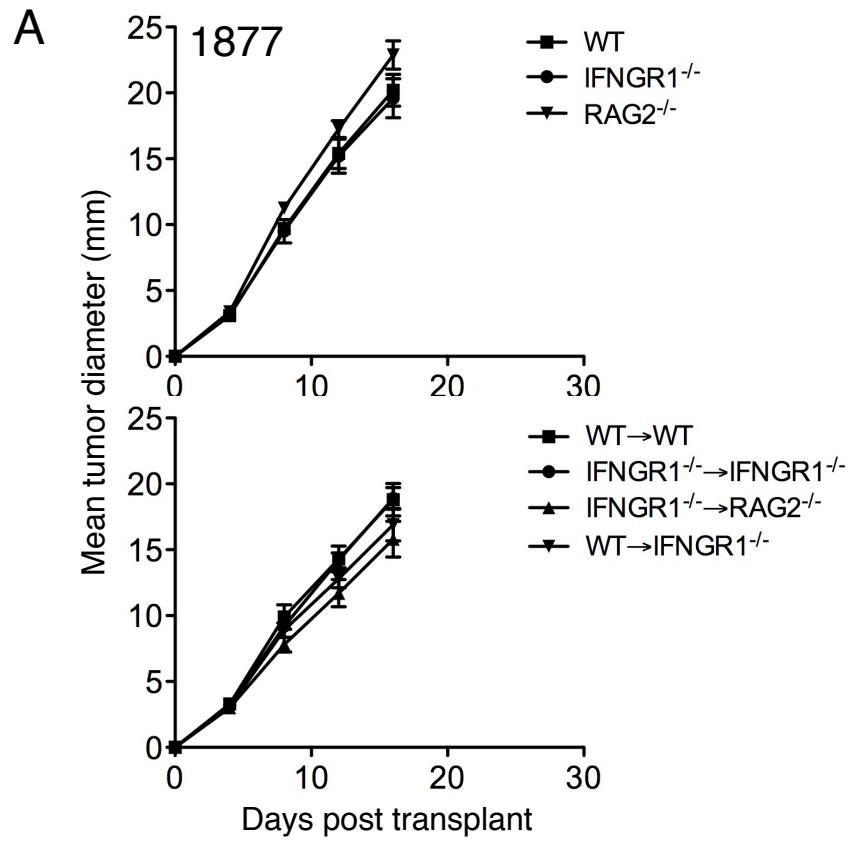 A
1877
25
20
15
10
5
0
0 10 20 30
WT
IFNGR1-/-
RAG2-/-
Mean tumor diameter (mm)
25
20
15
10
5
0
0 10 20 30
WT→WT
IFNGR1-/-→IFNGR1-/-
IFNGR1-/-→RAG2-/-
WT→IFNGR1-/-
Days post transplant